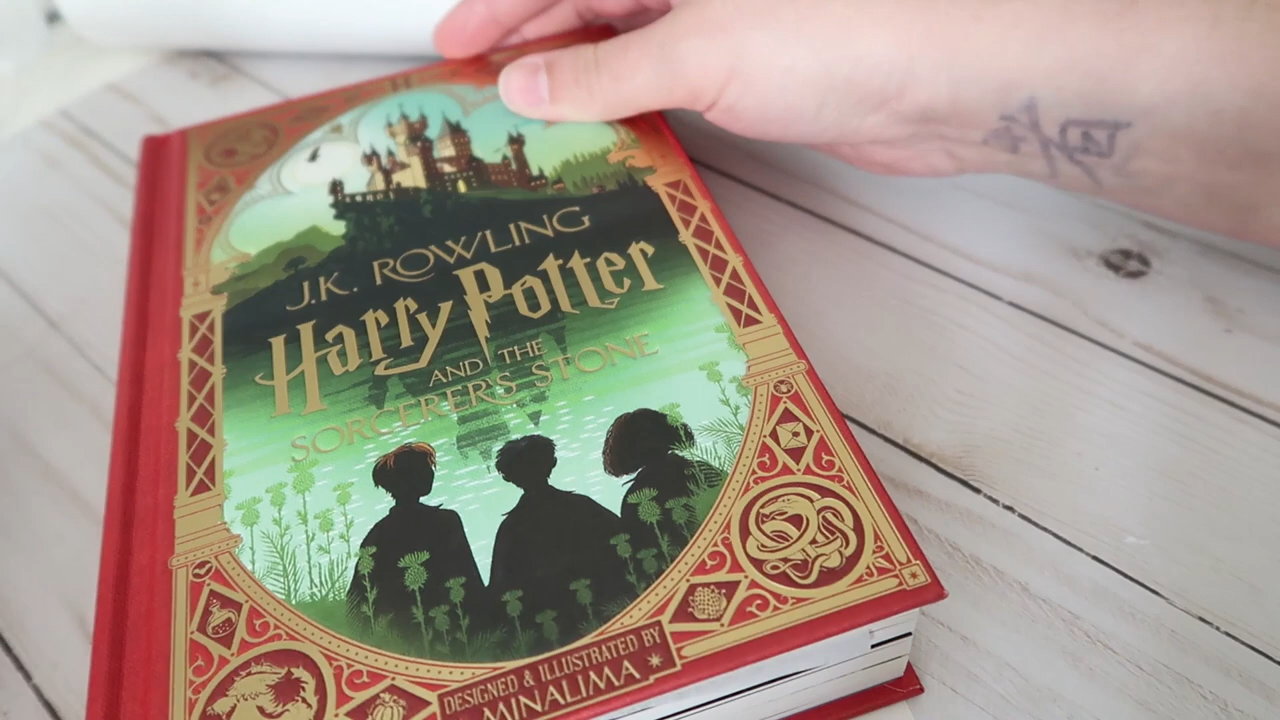 J.K. ROWLING
Harry Potter
AND THE
SORCERER'S STONE
DESIGNED & ILLUSTRATED BY
MINALIMA